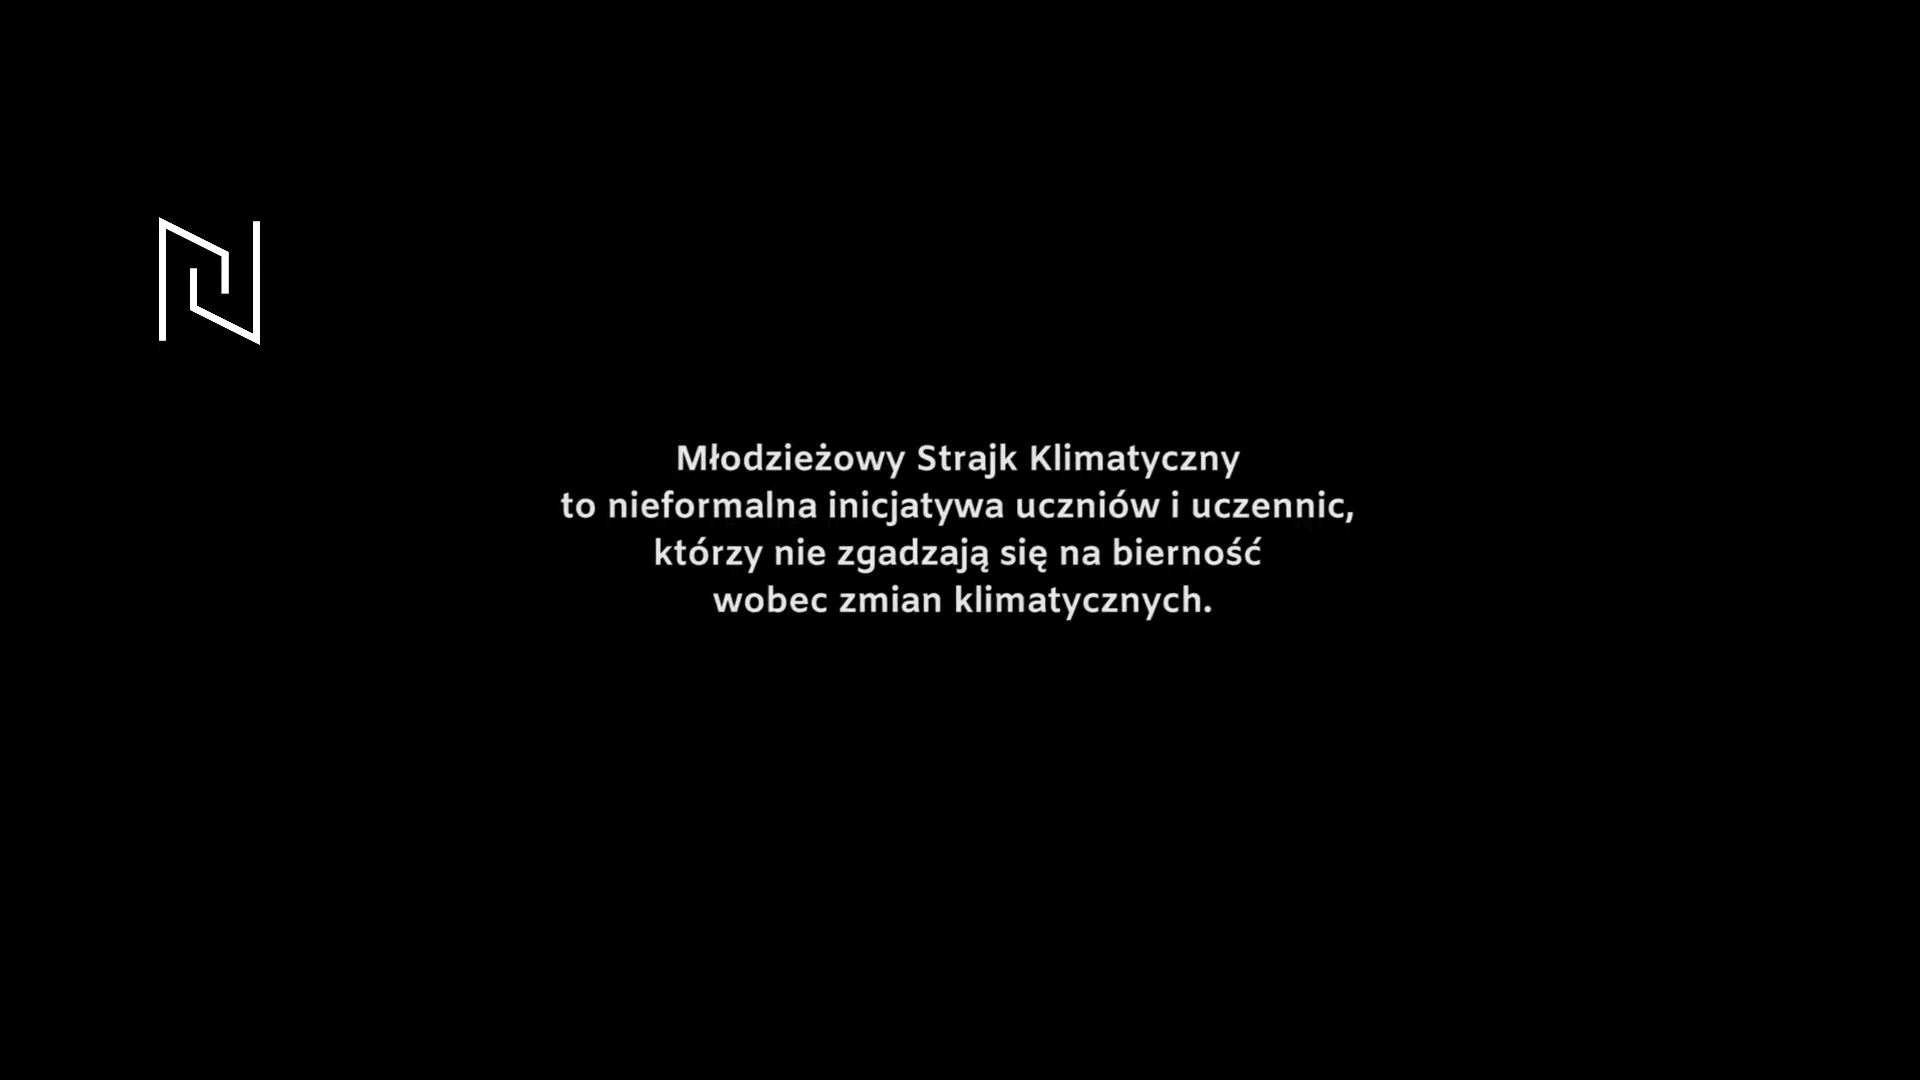 Młodzieżowy Strajk Klimatyczny
to nieformalna inicjatywa uczniów i uczennic,
którzy nie zgadzają się na bierność
wobec zmian klimatycznych.